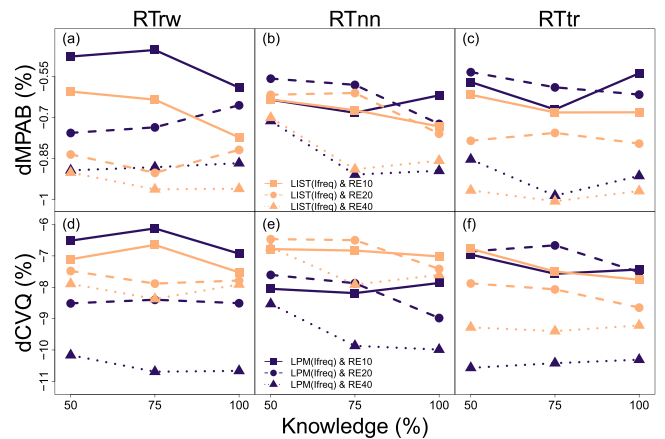 RTrw RTnn RTtr
(a) (b) (c)
dMPAB (%)
-0.55
-0.7
-0.85
-1
LIST(Ifreq) & RE10
LIST(Ifreq) & RE20
LIST(Ifreq) & RE40
(d) (e) (f)
dCVQ (%)
-6
-7
-8
-9
-10
-11
LPM(Ifreq) & RE10
LPM(Ifreq) & RE20
LPM(Ifreq) & RE40
50 75 100 50 75 100 50 75 100
Knowledge (%)